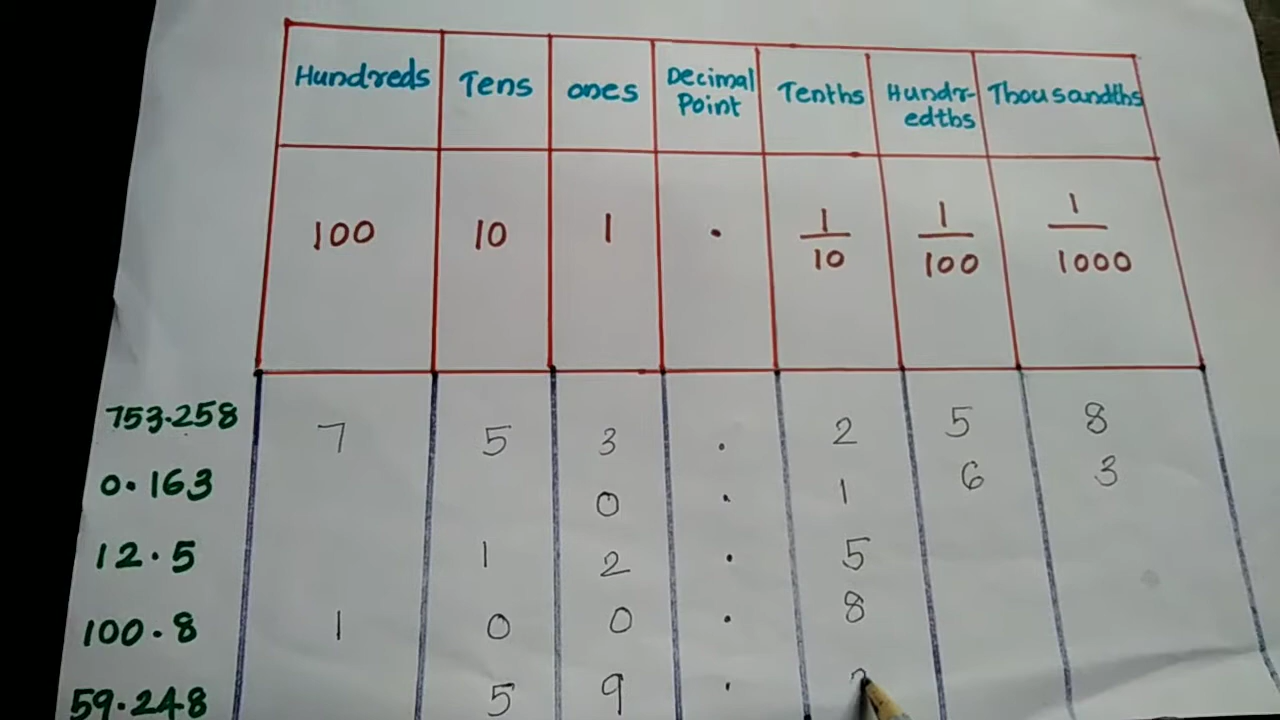 Hundreds Tens ones Decimal Point Tenths Hundr-edths Thousandths
100 10 1 . 1/10 1/100 1/1000
753.258 7 5 3 . 2 5 8
0.163 0 . 1 6 3
12.5 1 2 . 5
100.8 1 0 0 . 8
59.248 5 9 .